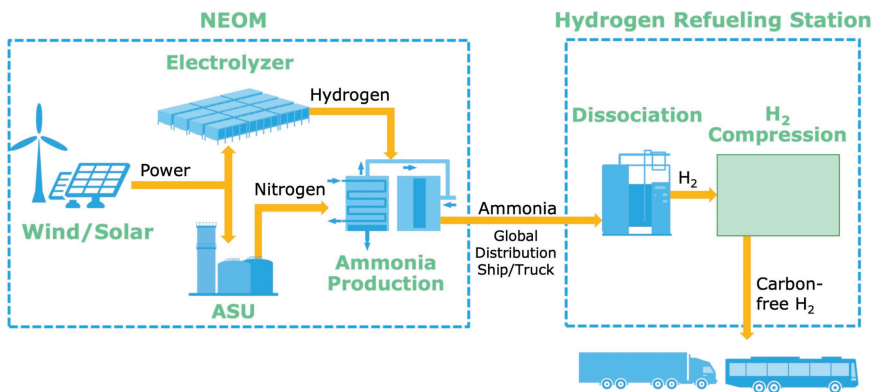 NEOM
Hydrogen Refueling Station
Electrolyzer
Hydrogen
Dissociation
H₂
Compression
Power
Nitrogen
H₂
Ammonia
Wind/Solar
Global
Distribution
Ship/Truck
Ammonia
Production
ASU
Carbon-
free H₂